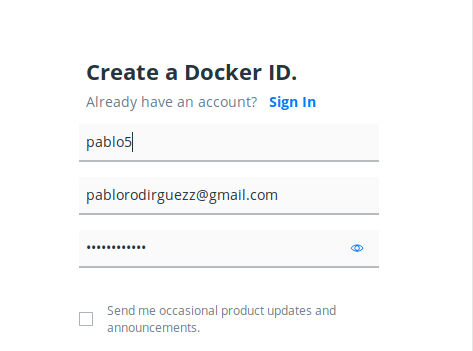 Create a Docker ID.
Already have an account? Sign In
pablo5
pablorodirguezz@gmail.com
••••••••••••
Send me occasional product updates and
announcements.